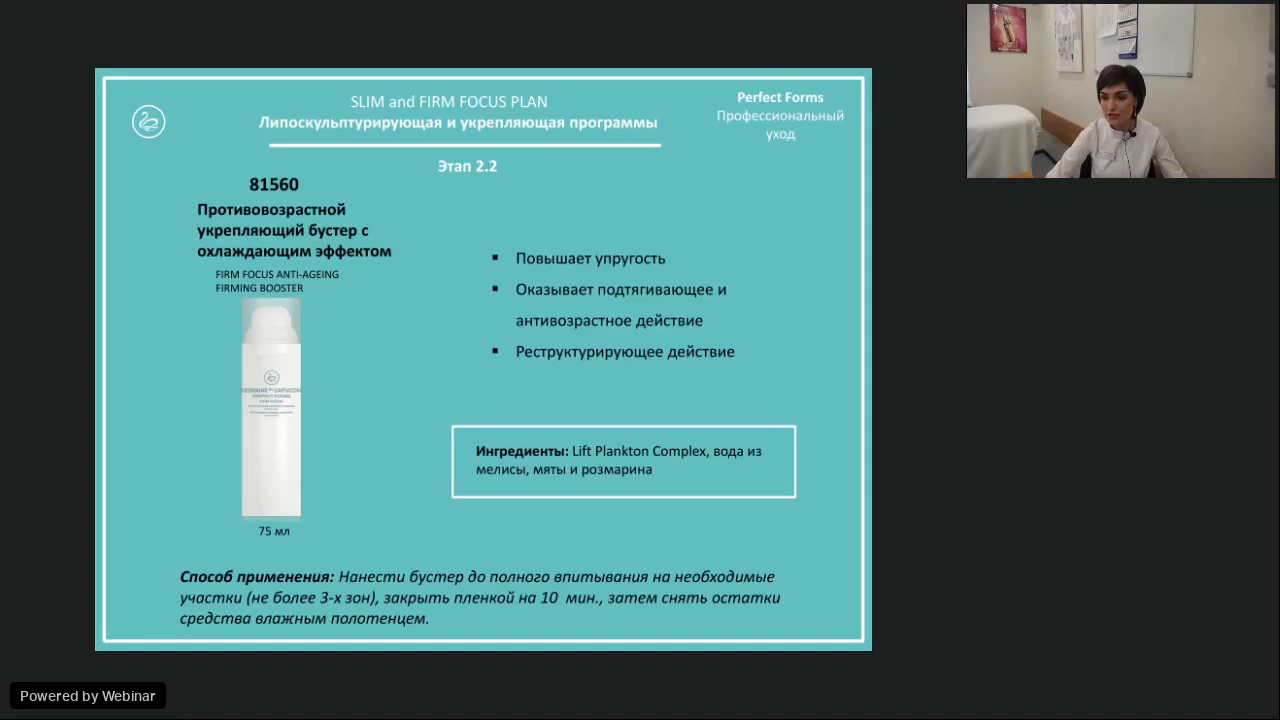 SLIM and FIRM FOCUS PLAN
Липоскульптурирующая и укрепляющая программы
Perfect Forms
Профессиональный
уход
Этап 2.2
81560
Противовозрастной
укрепляющий бустер с
охлаждающим эффектом
FIRM FOCUS ANTI-AGEING
FIRMING BOOSTER
PERFECT FORMS
75 мл
▪ Повышает упругость
▪ Оказывает подтягивающее и
антивозрастное действие
▪ Реструктурирующее действие
Ингредиенты: Lift Plankton Complex, вода из
мелисы, мяты и розмарина
Способ применения: Нанести бустер до полного впитывания на необходимые
участки (не более 3-х зон), закрыть пленкой на 10 мин., затем снять остатки
средства влажным полотенцем.
Powered by Webinar